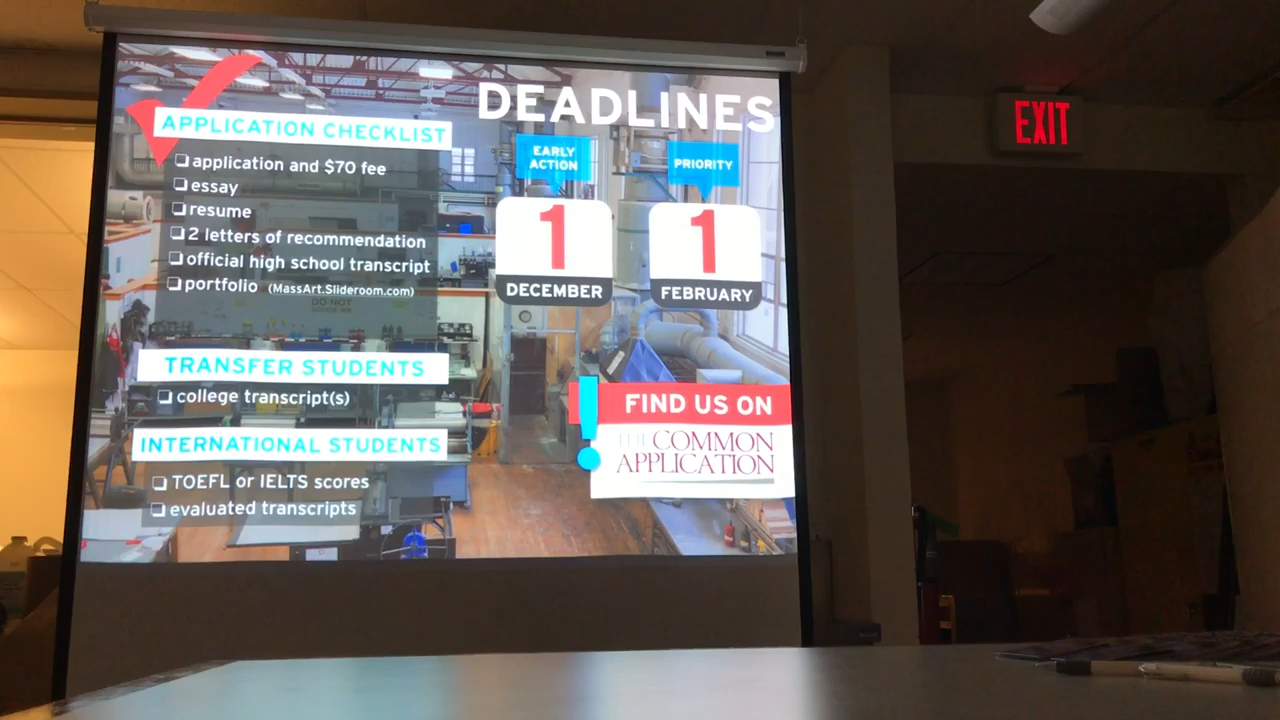 DEADLINES
APPLICATION CHECKLIST
❑ application and $70 fee
❑ essay
❑ resume
❑ 2 letters of recommendation
❑ official high school transcript
❑ portfolio (MassArt.Slideroom.com)
EARLY
ACTION
1
DECEMBER
PRIORITY
1
FEBRUARY
DO NOT
TRANSFER STUDENTS
❑ college transcript(s)
INTERNATIONAL STUDENTS
❑ TOEFL or IELTS scores
❑ evaluated transcripts
! FIND US ON
THE COMMON
APPLICATION
EXIT